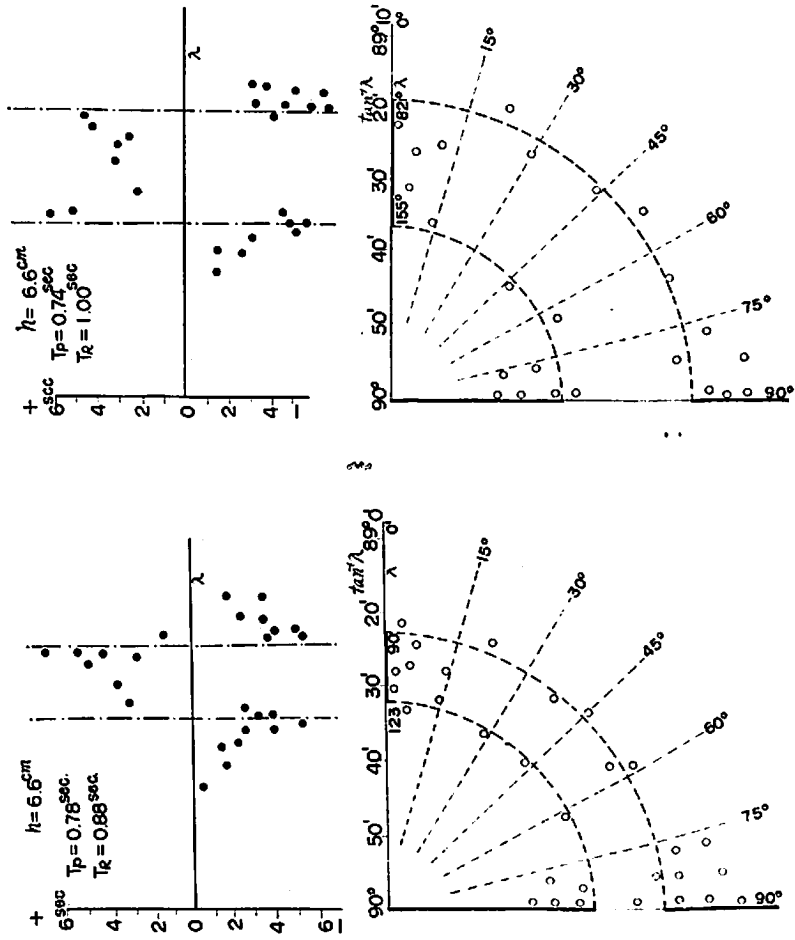 h = 6.6cm
Tp = 0.74sec
TR = 1.00sec
+
6 4 2 0 2 4
−
λ
tan⁻¹λ
89°10' 20' 30' 40' 50' 90°
0° 15° 30° 45° 60° 75° 90°
82° λ
155°
h = 6.6cm
Tp = 0.78sec.
TR = 0.88sec.
+
6sec 4 2 0 2 4 6
−
λ
tan⁻¹λ
20' 30' 40' 50' 90°
15° 30° 45° 60° 75° 90°
λ
90
123